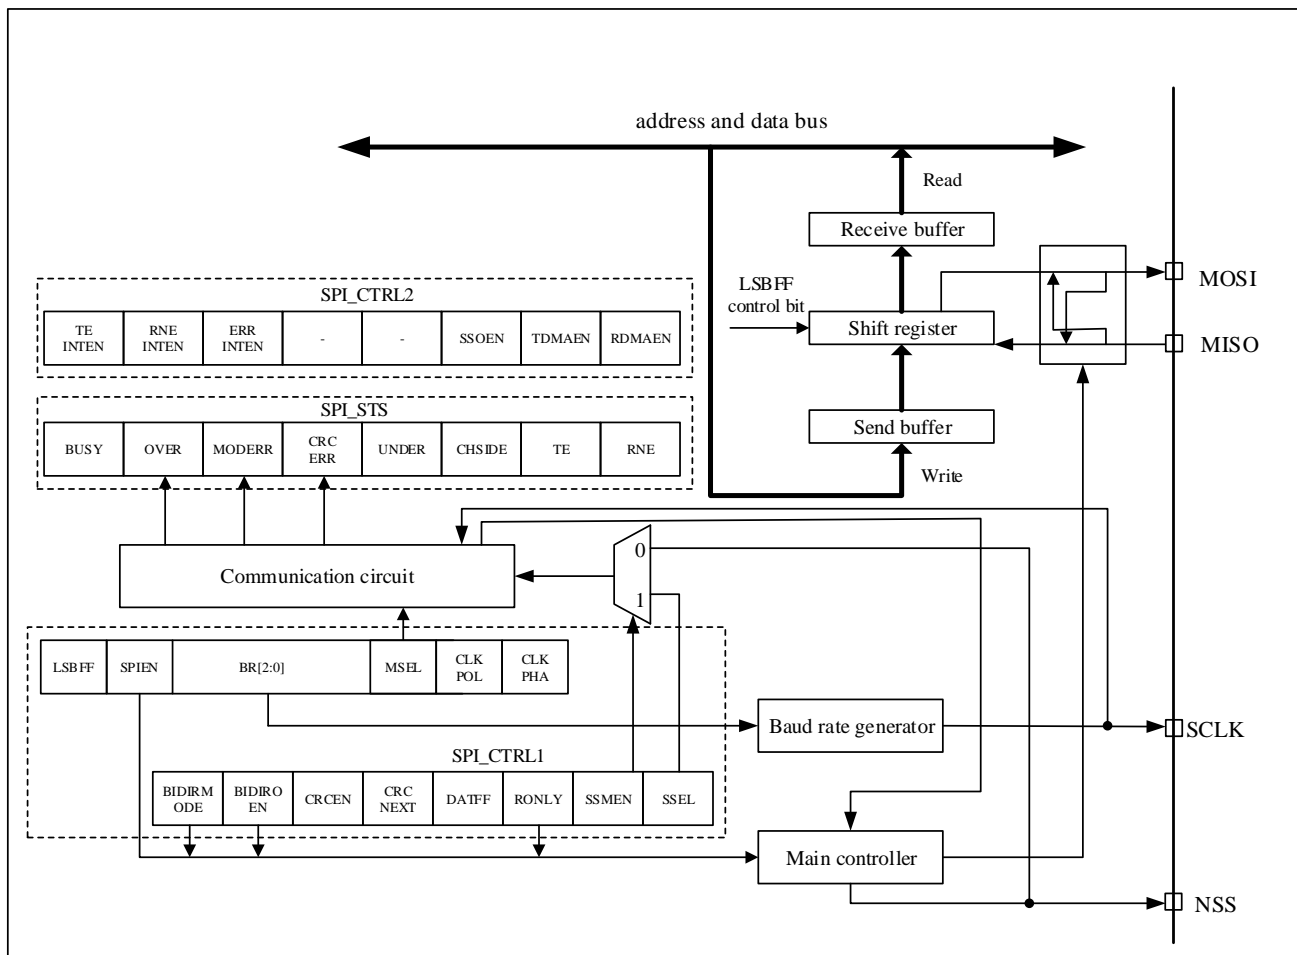 address and data bus
Read
Receive buffer
LSBFF
control bit
Shift register
MOSI
MISO
Send buffer
Write
SPI_CTRL2
TE
INTEN
RNE
INTEN
ERR
INTEN
-
-
SSOEN
TDMAEN
RDMAEN
SPI_STS
BUSY
OVER
MODERR
CRC
ERR
UNDER
CHSIDE
TE
RNE
Communication circuit
0
1
LSBFF
SPIEN
BR[2:0]
MSEL
CLK
POL
CLK
PHA
Baud rate generator
SCLK
SPI_CTRL1
BIDIRM
ODE
BIDIRO
EN
CRCEN
CRC
NEXT
DATFF
RONLY
SSMEN
SSEL
Main controller
NSS